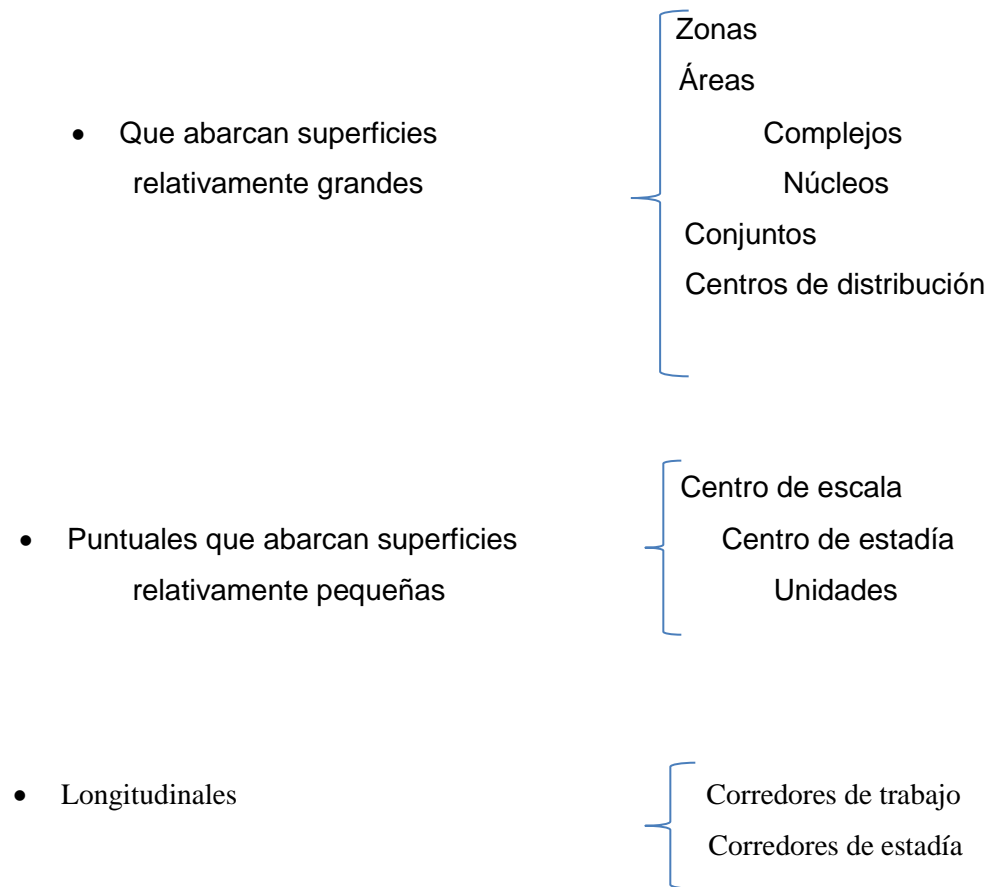 Zonas
Áreas
• Que abarcan superficies
relativamente grandes
Complejos
Núcleos
Conjuntos
Centros de distribución
• Puntuales que abarcan superficies
relativamente pequeñas
Centro de escala
Centro de estadía
Unidades
• Longitudinales
Corredores de trabajo
Corredores de estadía